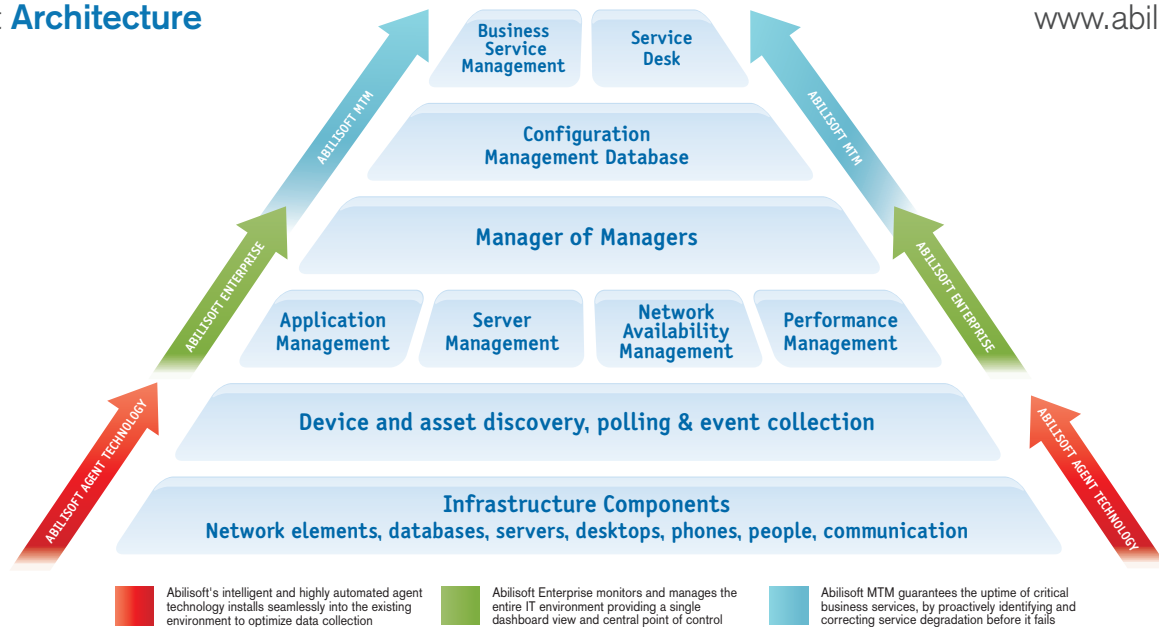 Architecture
www.abil
Business
Service
Management
Service
Desk
ABILISOFT MTM
ABILISOFT MTM
Configuration
Management Database
Manager of Managers
ABILISOFT ENTERPRISE
ABILISOFT ENTERPRISE
Application
Management
Server
Management
Network
Availability
Management
Performance
Management
Device and asset discovery, polling & event collection
ABILISOFT AGENT TECHNOLOGY
ABILISOFT AGENT TECHNOLOGY
Infrastructure Components
Network elements, databases, servers, desktops, phones, people, communication
Abilisoft's intelligent and highly automated agent
technology installs seamlessly into the existing
environment to optimize data collection
Abilisoft Enterprise monitors and manages the
entire IT environment providing a single
dashboard view and central point of control
Abilisoft MTM guarantees the uptime of critical
business services, by proactively identifying and
correcting service degradation before it fails